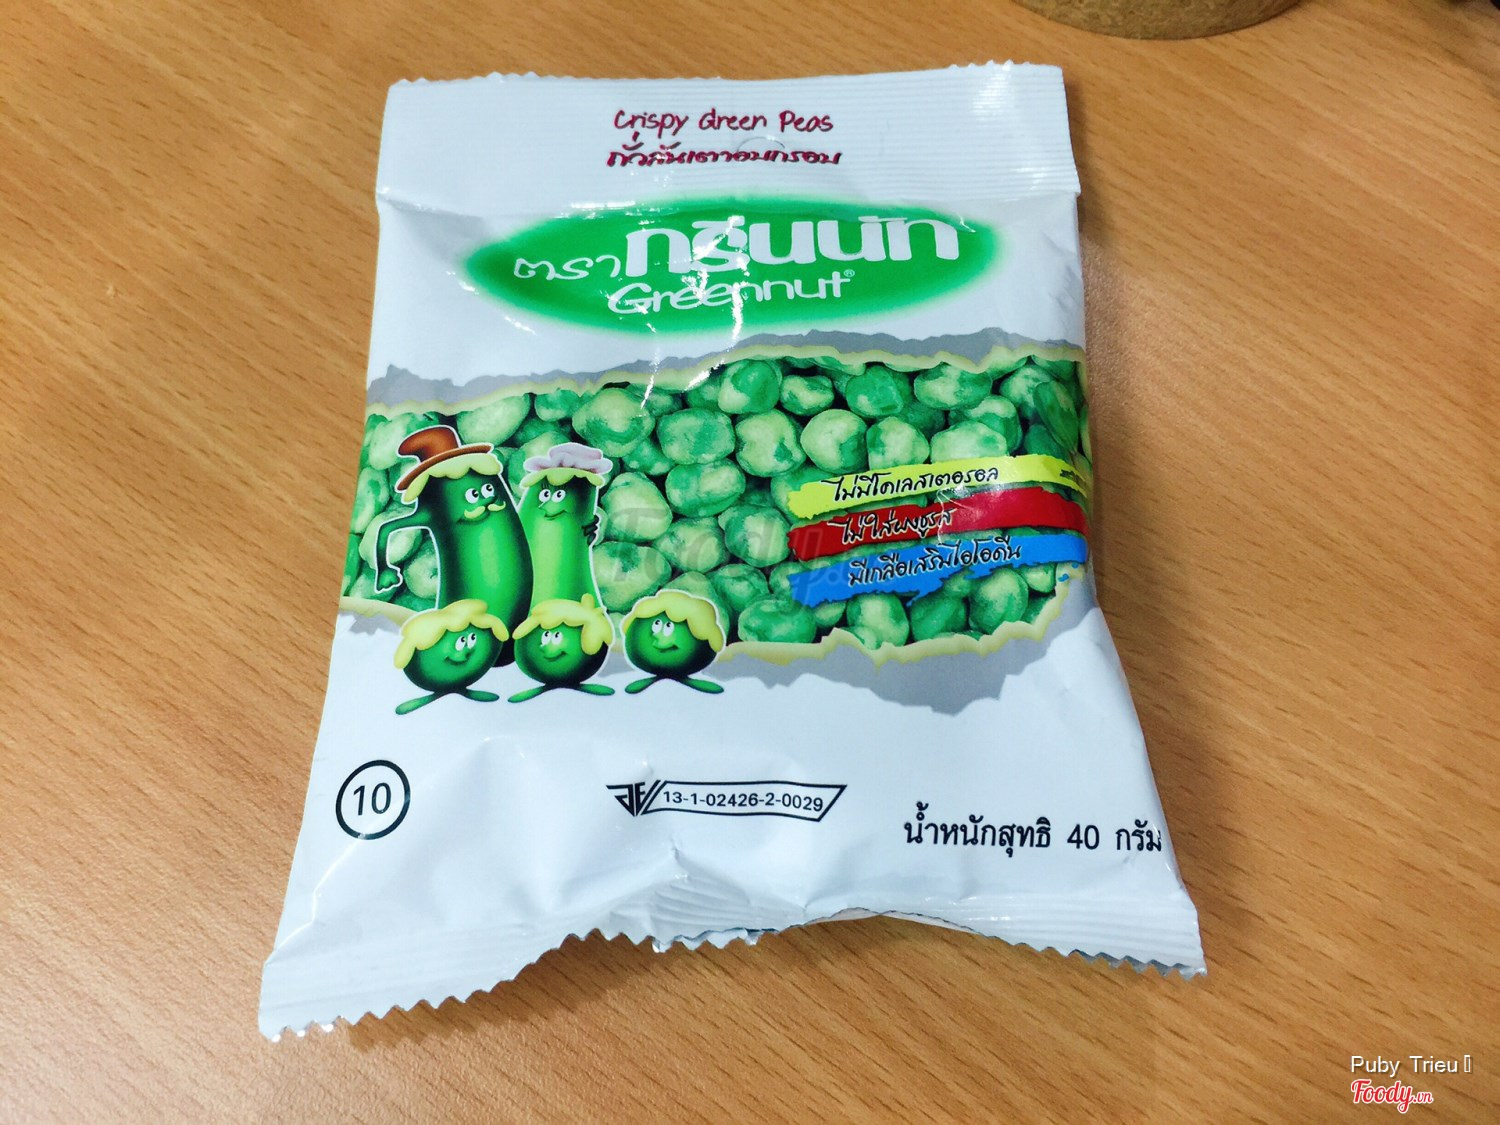 Crispy Green Peas
ถั่วลันเตาอบกรอบ
ตรากรีนนัท
Greennut®
ไม่มีโคเลสเตอรอล
ไม่ใส่ผงชูรส
มีเกลือเสริมไอโอดีน
Foody
10
อย 13-1-02426-2-0029
น้ำหนักสุทธิ 40 กรัม
Puby Trieu
Foody.vn